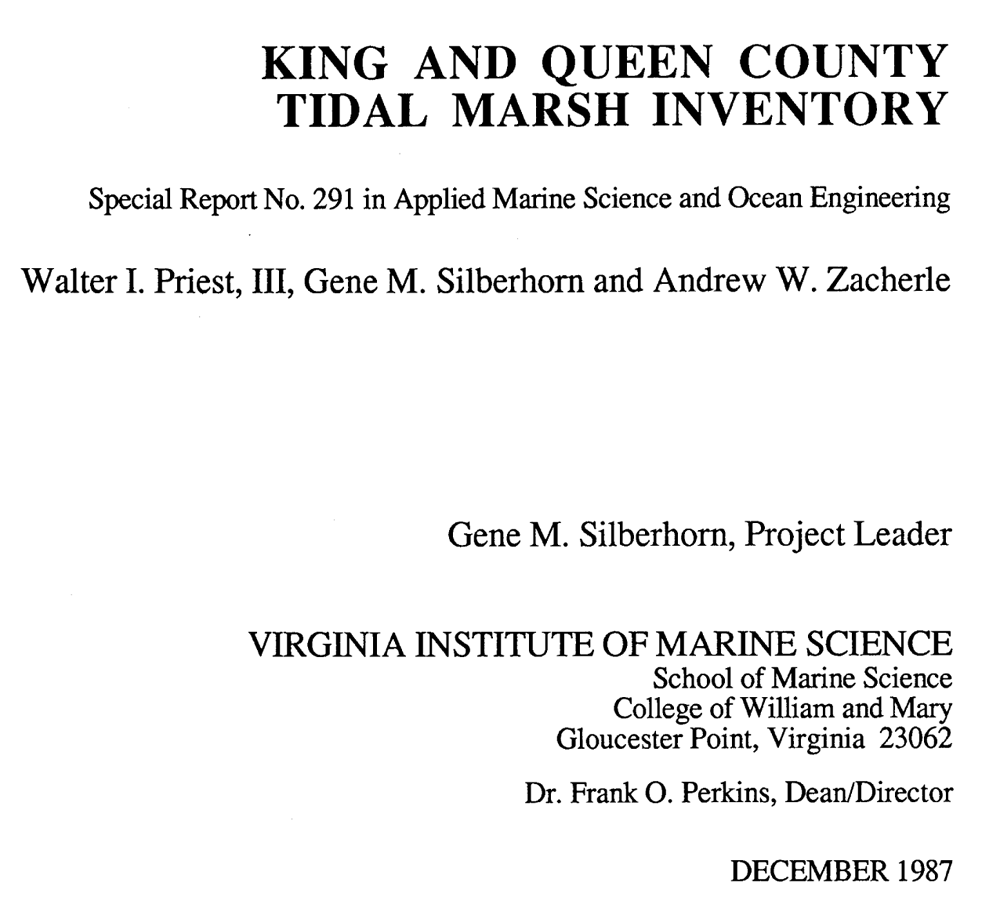 KING AND QUEEN COUNTY
TIDAL MARSH INVENTORY
Special Report No. 291 in Applied Marine Science and Ocean Engineering
Walter I. Priest, III, Gene M. Silberhorn and Andrew W. Zacherle
Gene M. Silberhorn, Project Leader
VIRGINIA INSTITUTE OF MARINE SCIENCE
School of Marine Science
College of William and Mary
Gloucester Point, Virginia 23062
Dr. Frank O. Perkins, Dean/Director
DECEMBER 1987